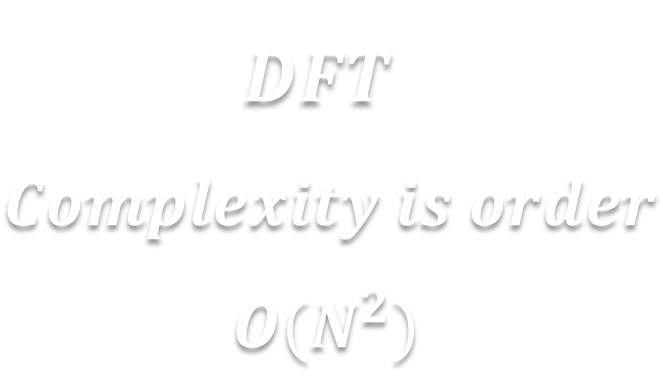 DFT
Complexity is order
O(N²)